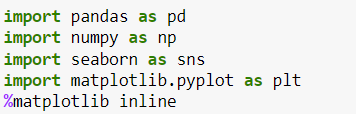 import pandas as pd
import numpy as np
import seaborn as sns
import matplotlib.pyplot as plt
%matplotlib inline